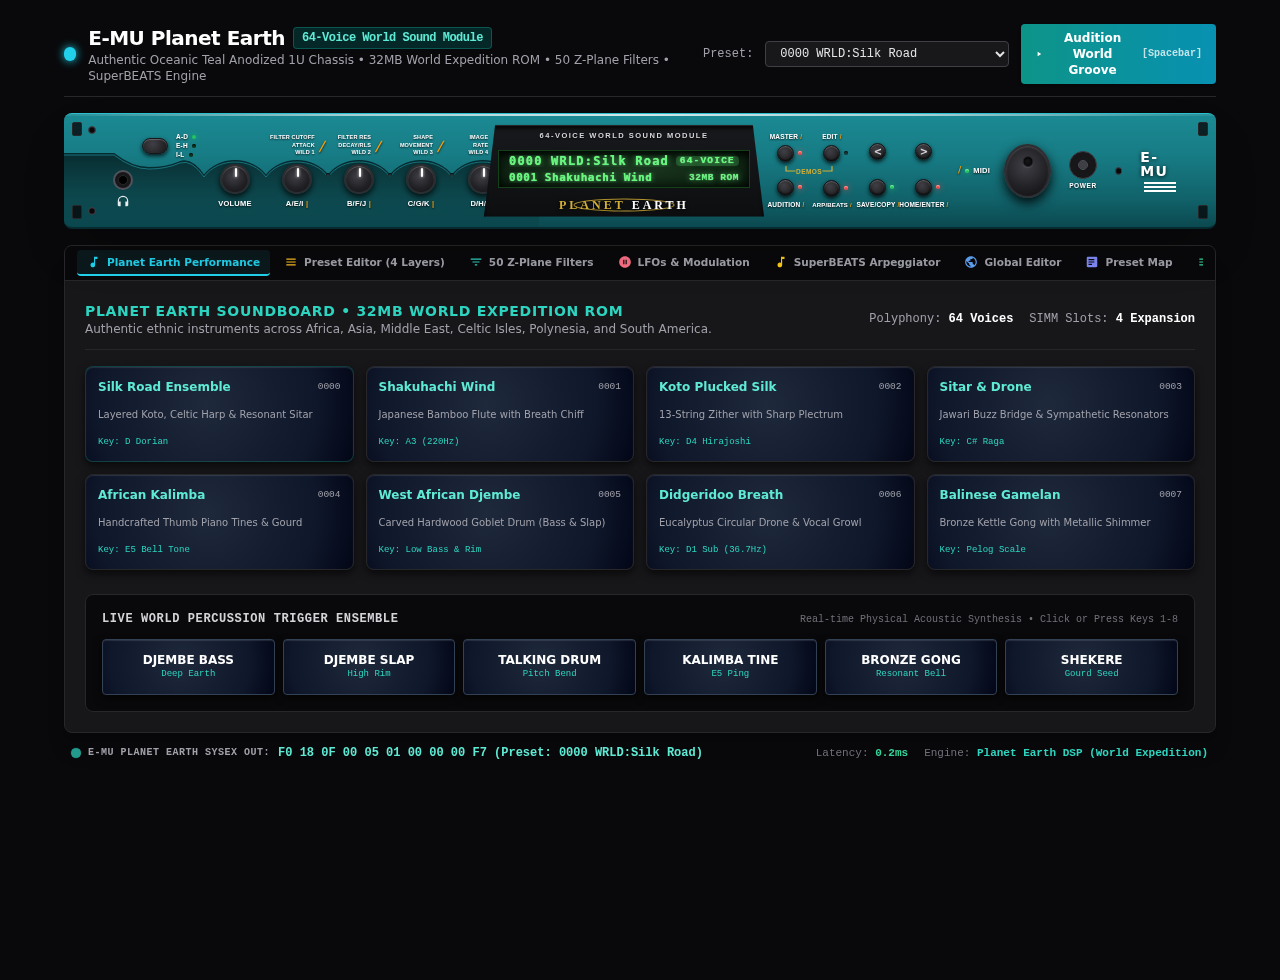 E-MU Planet Earth 64-Voice World Sound Module
Authentic Oceanic Teal Anodized 1U Chassis • 32MB World Expedition ROM • 50 Z-Plane Filters •
SuperBEATS Engine
Preset: 0000 WRLD:Silk Road
Audition
World
Groove
[Spacebar]
A-D
E-H
I-L
FILTER CUTOFF
ATTACK
WILD 1
FILTER RES
DECAY/RLS
WILD 2
SHAPE
MOVEMENT
WILD 3
IMAGE
RATE
WILD 4
VOLUME A/E/I | B/F/J | C/G/K | D/H/
64-VOICE WORLD SOUND MODULE
0000 WRLD:Silk Road 64-VOICE
0001 Shakuhachi Wind 32MB ROM
PLANET EARTH
MASTER / EDIT /
< >
DEMOS
AUDITION / ARP/BEATS / SAVE/COPY / HOME/ENTER /
/ MIDI
POWER
E-
MU
Planet Earth Performance Preset Editor (4 Layers) 50 Z-Plane Filters LFOs & Modulation SuperBEATS Arpeggiator Global Editor Preset Map
PLANET EARTH SOUNDBOARD • 32MB WORLD EXPEDITION ROM
Authentic ethnic instruments across Africa, Asia, Middle East, Celtic Isles, Polynesia, and South America.
Polyphony: 64 Voices SIMM Slots: 4 Expansion
Silk Road Ensemble 0000
Layered Koto, Celtic Harp & Resonant Sitar
Key: D Dorian
Shakuhachi Wind 0001
Japanese Bamboo Flute with Breath Chiff
Key: A3 (220Hz)
Koto Plucked Silk 0002
13-String Zither with Sharp Plectrum
Key: D4 Hirajoshi
Sitar & Drone 0003
Jawari Buzz Bridge & Sympathetic Resonators
Key: C# Raga
African Kalimba 0004
Handcrafted Thumb Piano Tines & Gourd
Key: E5 Bell Tone
West African Djembe 0005
Carved Hardwood Goblet Drum (Bass & Slap)
Key: Low Bass & Rim
Didgeridoo Breath 0006
Eucalyptus Circular Drone & Vocal Growl
Key: D1 Sub (36.7Hz)
Balinese Gamelan 0007
Bronze Kettle Gong with Metallic Shimmer
Key: Pelog Scale
LIVE WORLD PERCUSSION TRIGGER ENSEMBLE
Real-time Physical Acoustic Synthesis • Click or Press Keys 1-8
DJEMBE BASS
Deep Earth
DJEMBE SLAP
High Rim
TALKING DRUM
Pitch Bend
KALIMBA TINE
E5 Ping
BRONZE GONG
Resonant Bell
SHEKERE
Gourd Seed
E-MU PLANET EARTH SYSEX OUT: F0 18 0F 00 05 01 00 00 00 F7 (Preset: 0000 WRLD:Silk Road)
Latency: 0.2ms Engine: Planet Earth DSP (World Expedition)